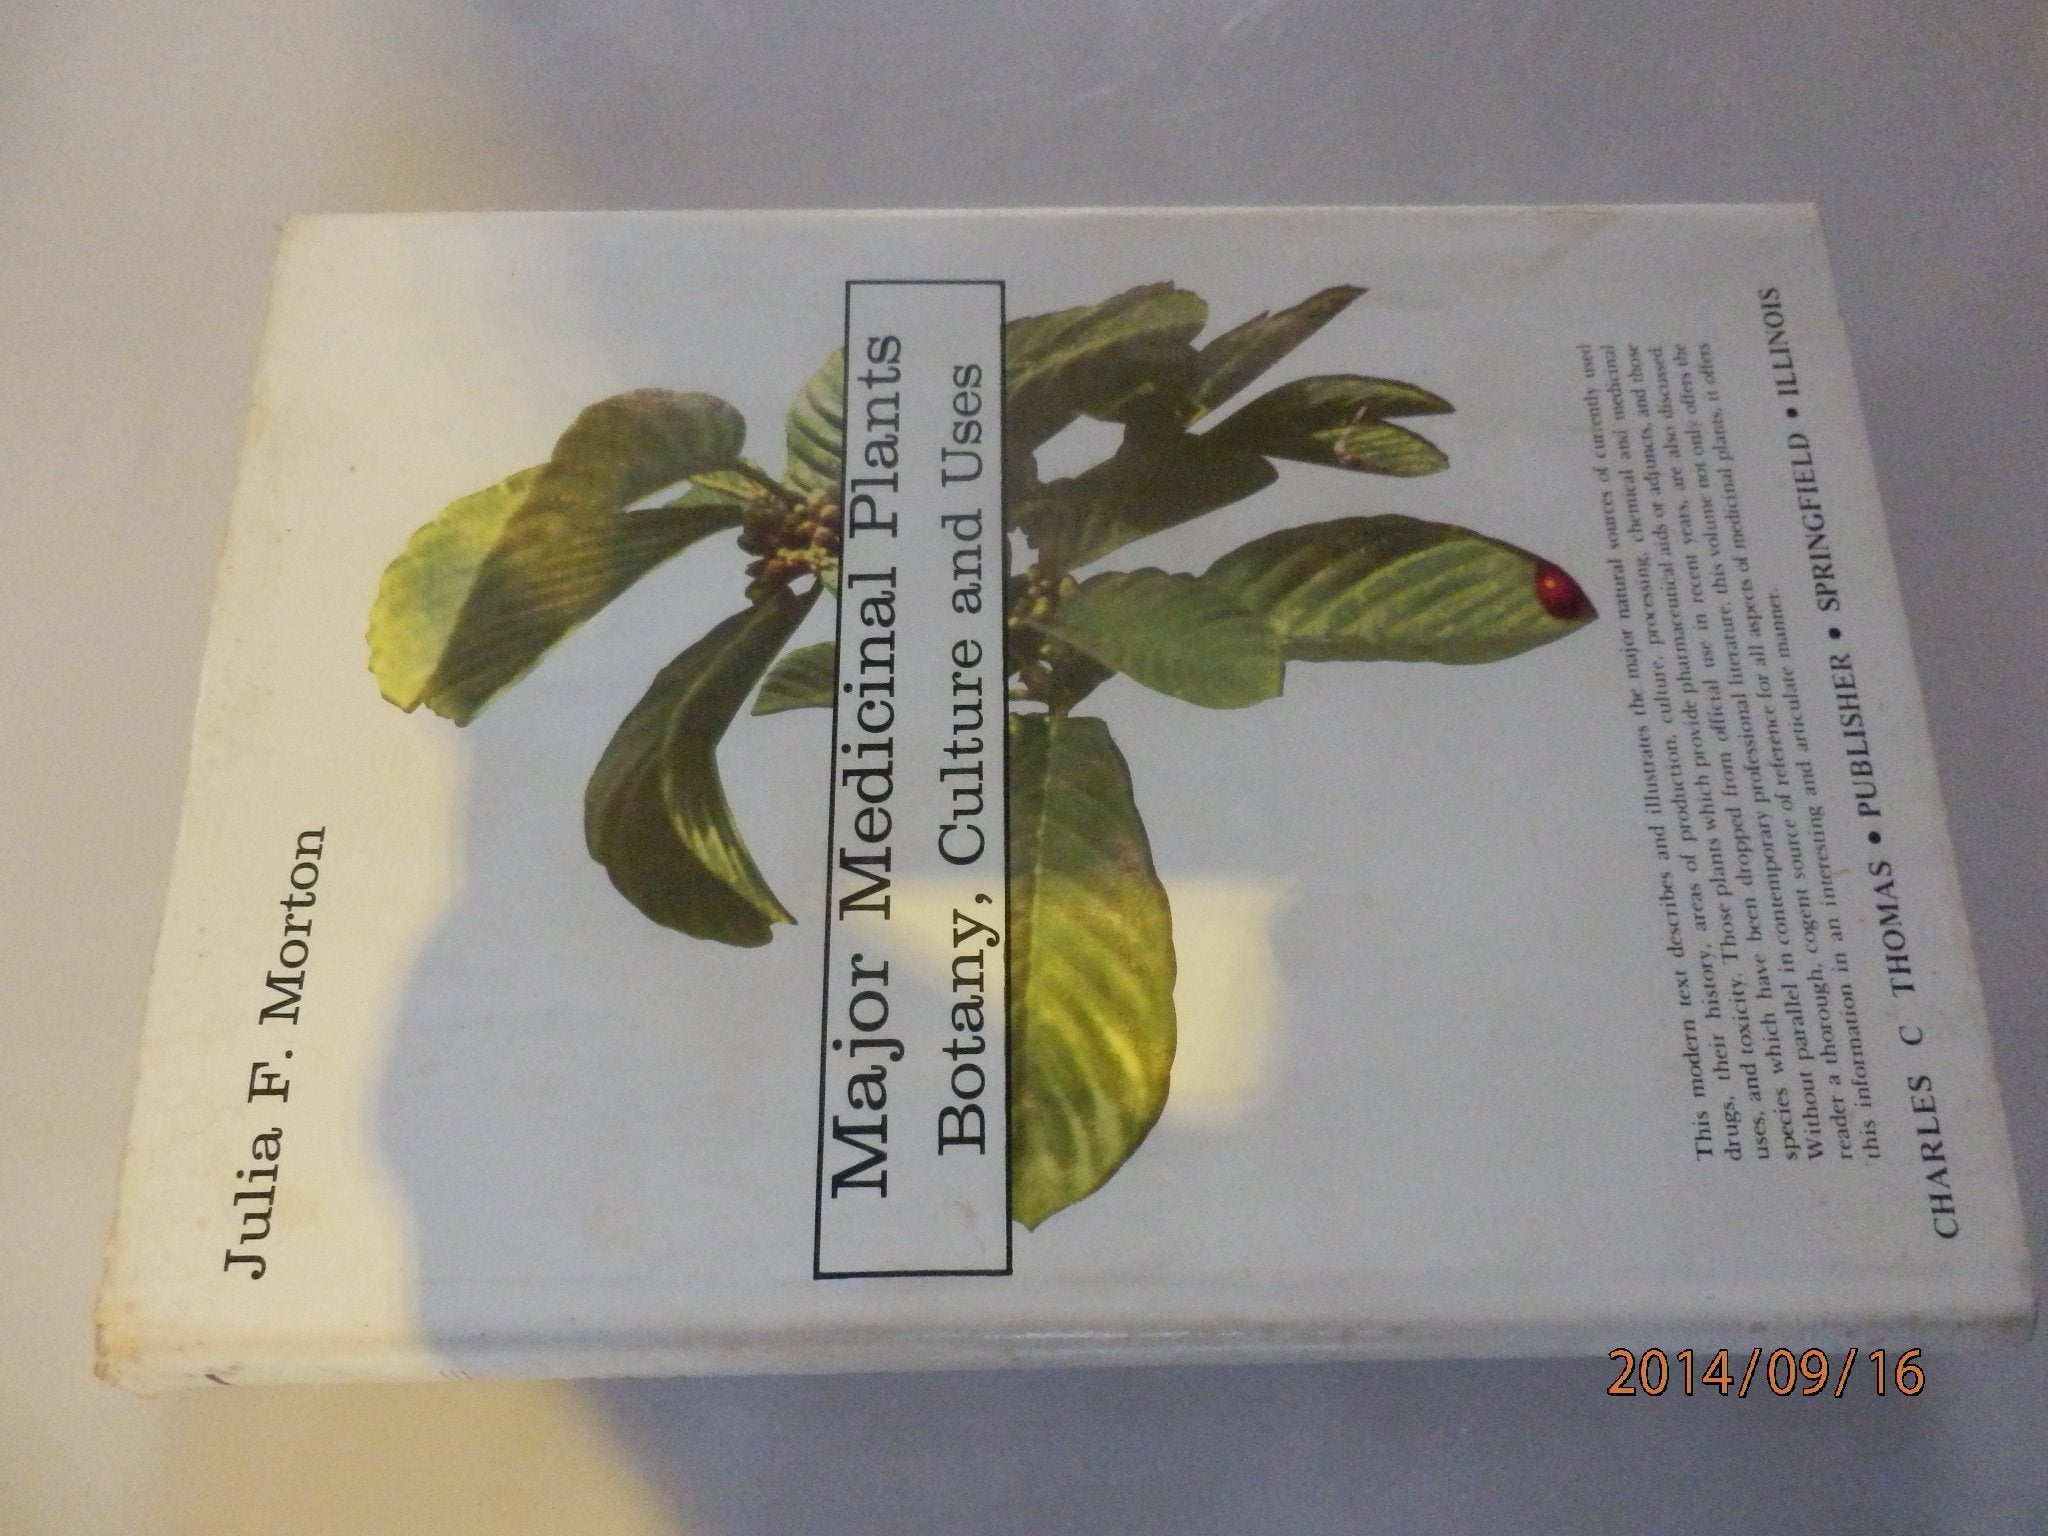 Julia F. Morton
Major Medicinal Plants
Botany, Culture and Uses
This modern text describes and illustrates the major natural sources of currently used
drugs, their history, areas of production, culture, processing, chemical and medicinal
uses, and toxicity. Those plants which provide pharmaceutical aids or adjuncts, and those
species which have been dropped from official use in recent years, are also discussed.
Without parallel in contemporary professional literature, this volume not only offers the
reader a thorough, cogent source of reference for all aspects of medicinal plants, it offers
this information in an interesting and articulate manner.
CHARLES C THOMAS • PUBLISHER • SPRINGFIELD • ILLINOIS
2014/09/16